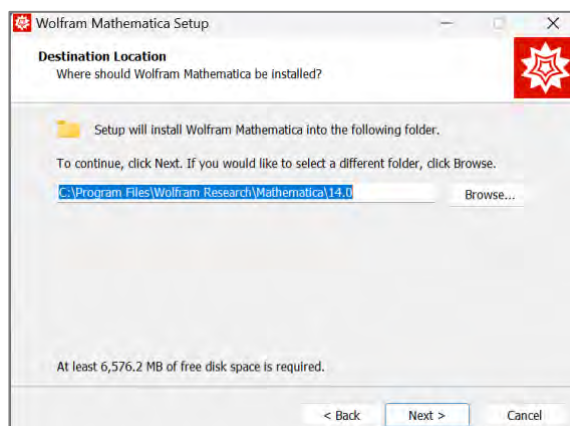 Wolfram Mathematica Setup
Destination Location
Where should Wolfram Mathematica be installed?
Setup will install Wolfram Mathematica into the following folder.
To continue, click Next. If you would like to select a different folder, click Browse.
C:\Program Files\Wolfram Research\Mathematica\14.0
Browse...
At least 6,576.2 MB of free disk space is required.
< Back Next > Cancel